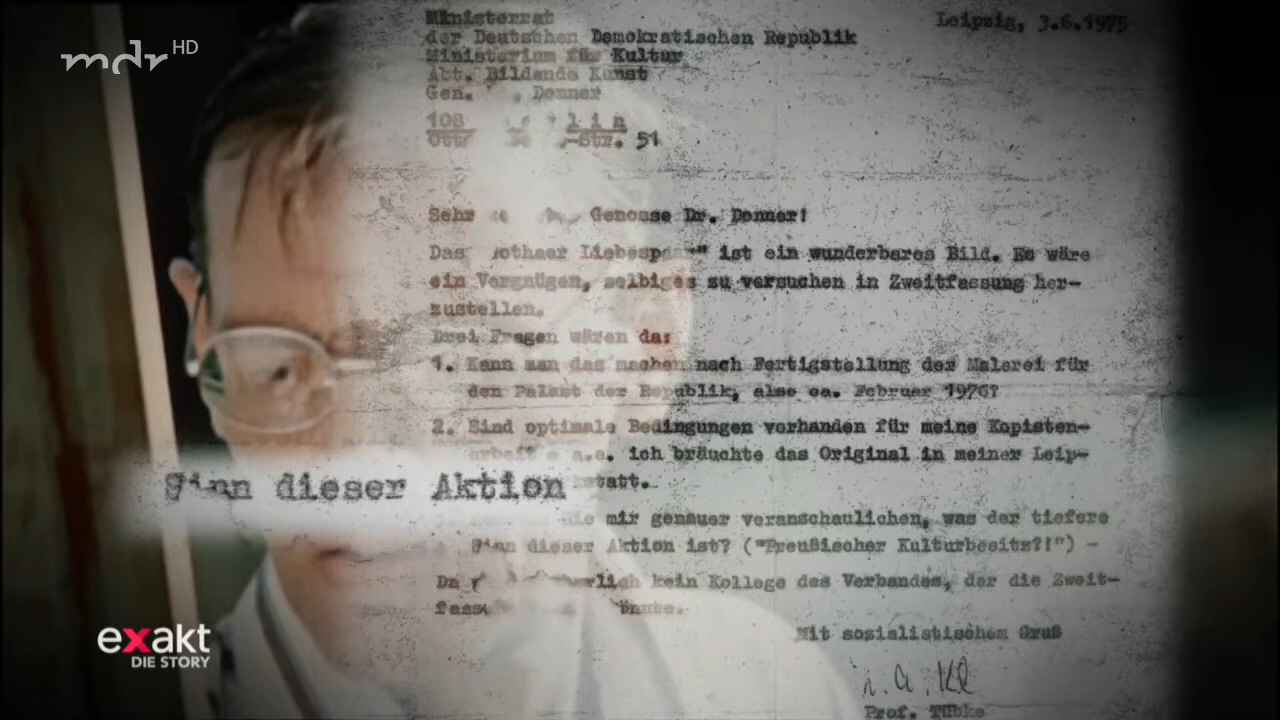 mdr HD
Ministerrat
der Deutschen Demokratischen Republik
Ministerium für Kultur
Abt. Bildende Kunst
Gen. Donner
Leipzig, 3.6.1975
108
-Str. 51
Sehr Genosse Dr. Donner!
Das Liebespaar" ist ein wunderbares Bild. Es wäre
ein Vergnügen, selbiges zu versuchen in Zweitfassung her-
zustellen.
Drei Fragen wären da:
1. Kann man das machen nach Fertigstellung der Malerei für
den Palast der Republik, also ca. Februar 1976?
2. Sind optimale Bedingungen vorhanden für meine Kopisten-
ich bräuchte das Original in meiner Leip-
Sinn dieser Aktion
mir genauer veranschaulichen, was der tiefere
Sinn dieser Aktion ist? ("Preußischer Kulturbesitz?!") -
kein Kollege des Verbandes, der die Zweit-
Mit sozialistischem Gruß
Prof. Tübke
exakt
DIE STORY